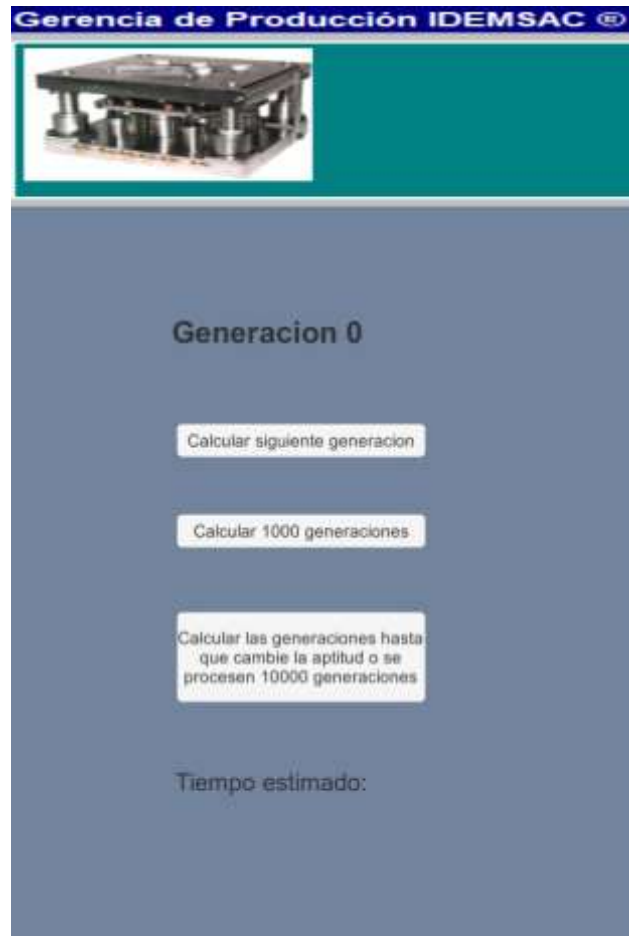 Gerencia de Producción IDEMSAC ®
Generacion 0
Calcular siguiente generacion
Calcular 1000 generaciones
Calcular las generaciones hasta
que cambie la aptitud o se
procesen 10000 generaciones
Tiempo estimado: